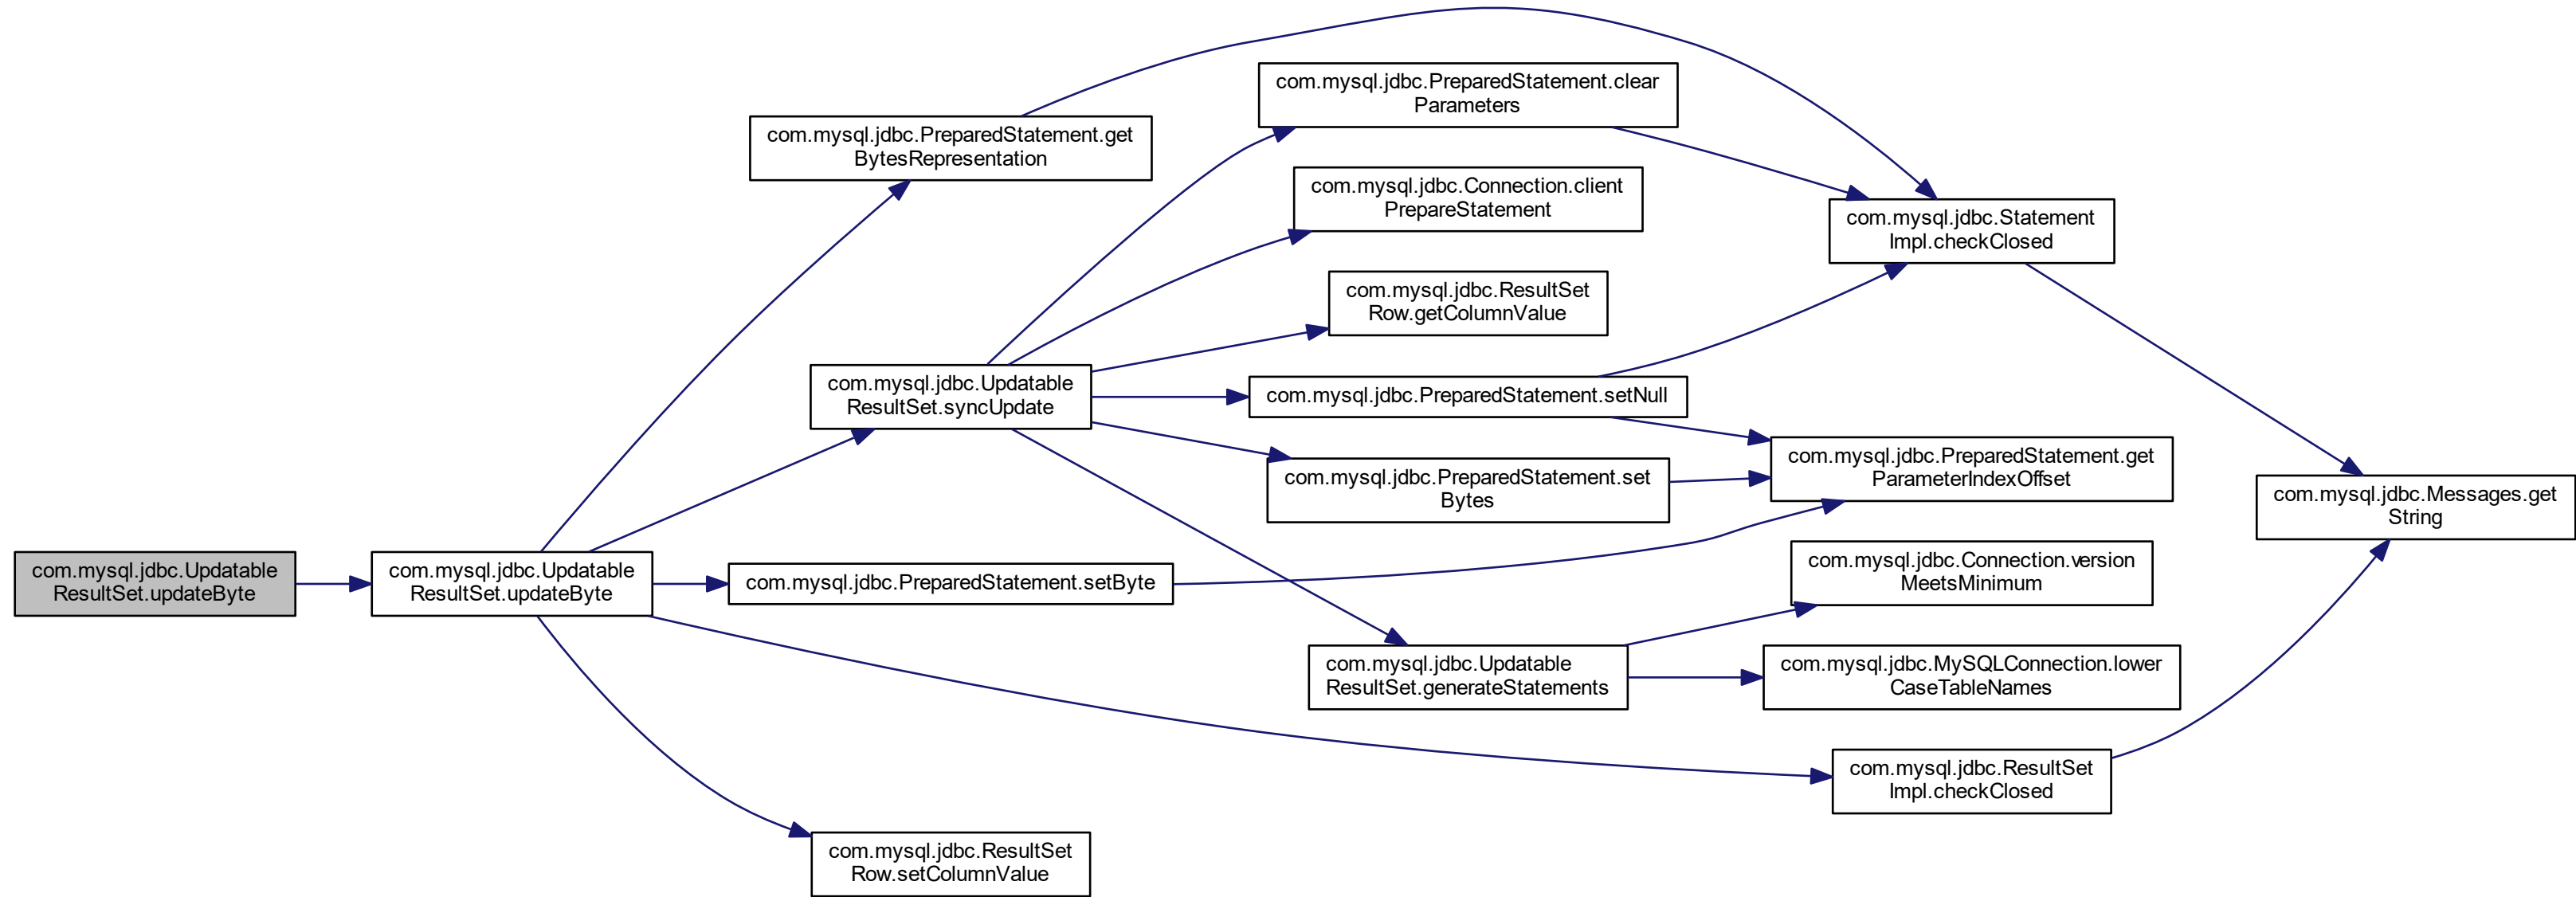 com.mysql.jdbc.Updatable
ResultSet.updateByte
com.mysql.jdbc.Updatable
ResultSet.updateByte
com.mysql.jdbc.PreparedStatement.get
BytesRepresentation
com.mysql.jdbc.Updatable
ResultSet.syncUpdate
com.mysql.jdbc.PreparedStatement.setByte
com.mysql.jdbc.ResultSet
Row.setColumnValue
com.mysql.jdbc.PreparedStatement.clear
Parameters
com.mysql.jdbc.Connection.client
PrepareStatement
com.mysql.jdbc.ResultSet
Row.getColumnValue
com.mysql.jdbc.PreparedStatement.setNull
com.mysql.jdbc.PreparedStatement.set
Bytes
com.mysql.jdbc.Updatable
ResultSet.generateStatements
com.mysql.jdbc.Statement
Impl.checkClosed
com.mysql.jdbc.PreparedStatement.get
ParameterIndexOffset
com.mysql.jdbc.Connection.version
MeetsMinimum
com.mysql.jdbc.MySQLConnection.lower
CaseTableNames
com.mysql.jdbc.ResultSet
Impl.checkClosed
com.mysql.jdbc.Messages.get
String